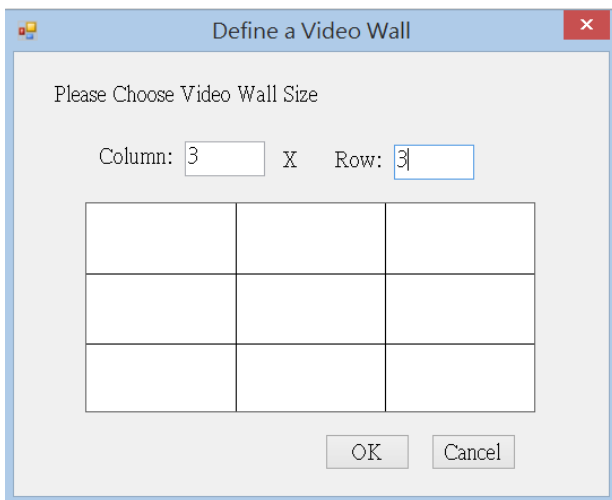 Define a Video Wall
Please Choose Video Wall Size
Column: 3 X Row: 3
OK Cancel